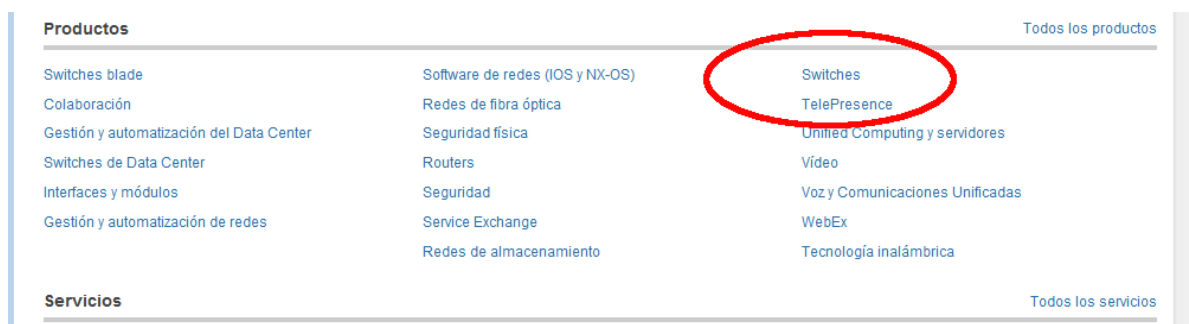 Productos
Todos los productos
Switches blade
Software de redes (IOS y NX-OS)
Switches
Colaboración
Redes de fibra óptica
TelePresence
Gestión y automatización del Data Center
Seguridad física
Unified Computing y servidores
Switches de Data Center
Routers
Vídeo
Interfaces y módulos
Seguridad
Voz y Comunicaciones Unificadas
Gestión y automatización de redes
Service Exchange
WebEx
Redes de almacenamiento
Tecnología inalámbrica
Servicios
Todos los servicios